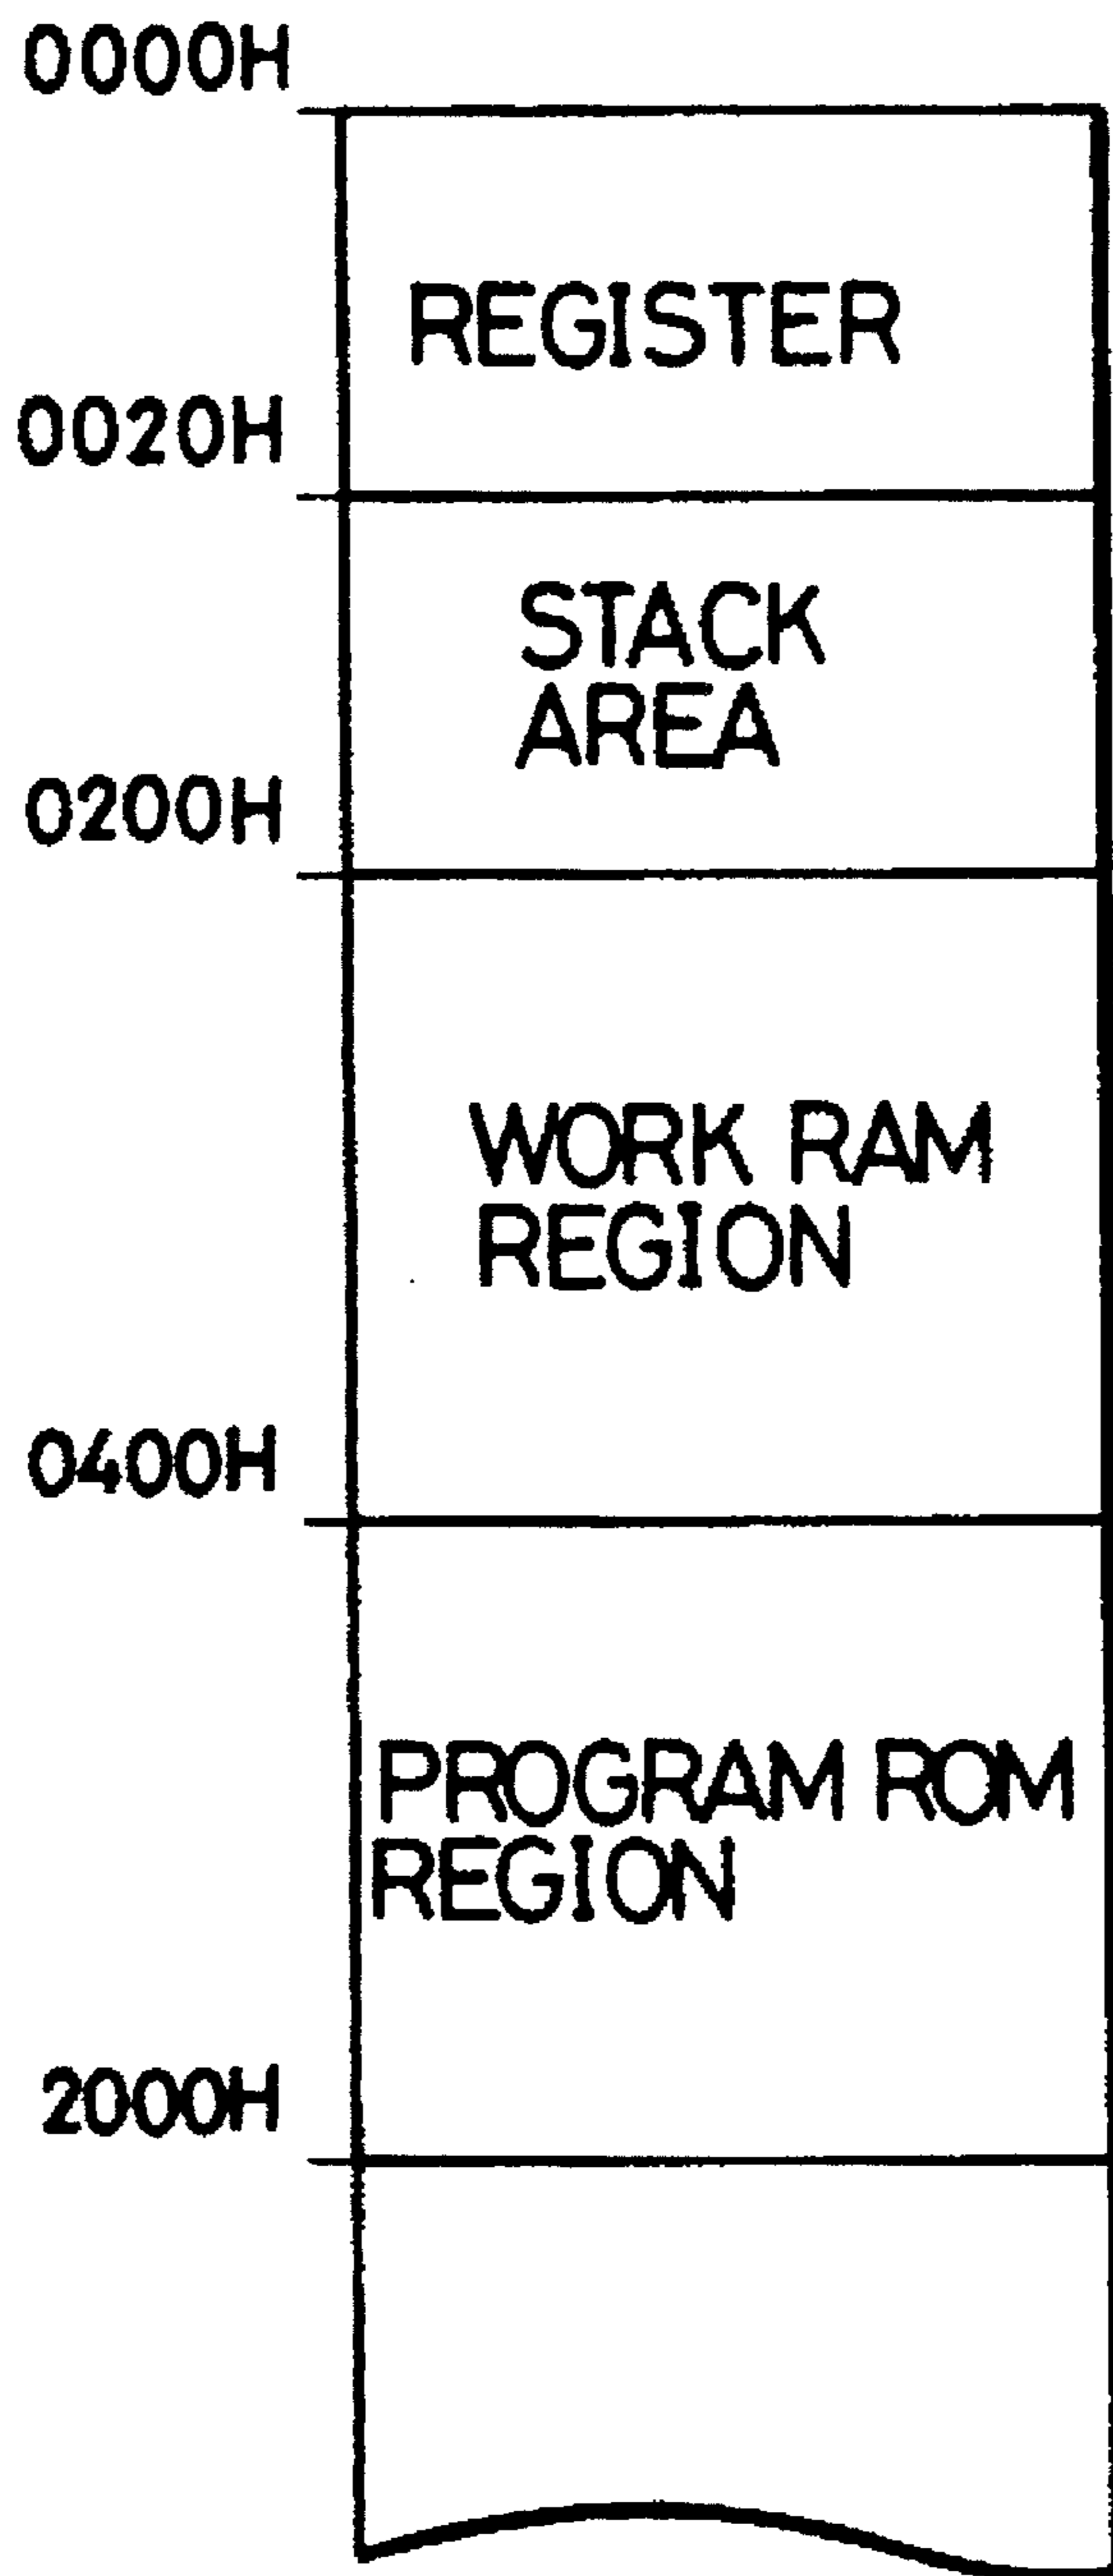 0000H
REGISTER
0020H
STACK
AREA
0200H
WORK RAM
REGION
0400H
PROGRAM ROM
REGION
2000H